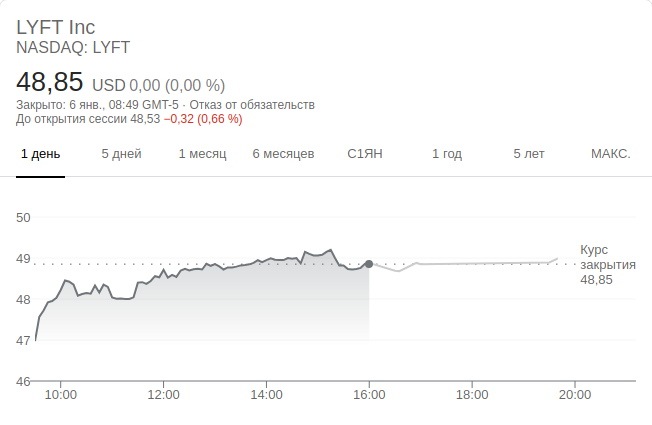 LYFT Inc
NASDAQ: LYFT
48,85 USD 0,00 (0,00 %)
Закрыто: 6 янв., 08:49 GMT-5 · Отказ от обязательств
До открытия сессии 48,53 −0,32 (0,66 %)
1 день 5 дней 1 месяц 6 месяцев С1ЯН 1 год 5 лет МАКС.
50
49
48
47
46
Курс
закрытия
48,85
10:00 12:00 14:00 16:00 18:00 20:00